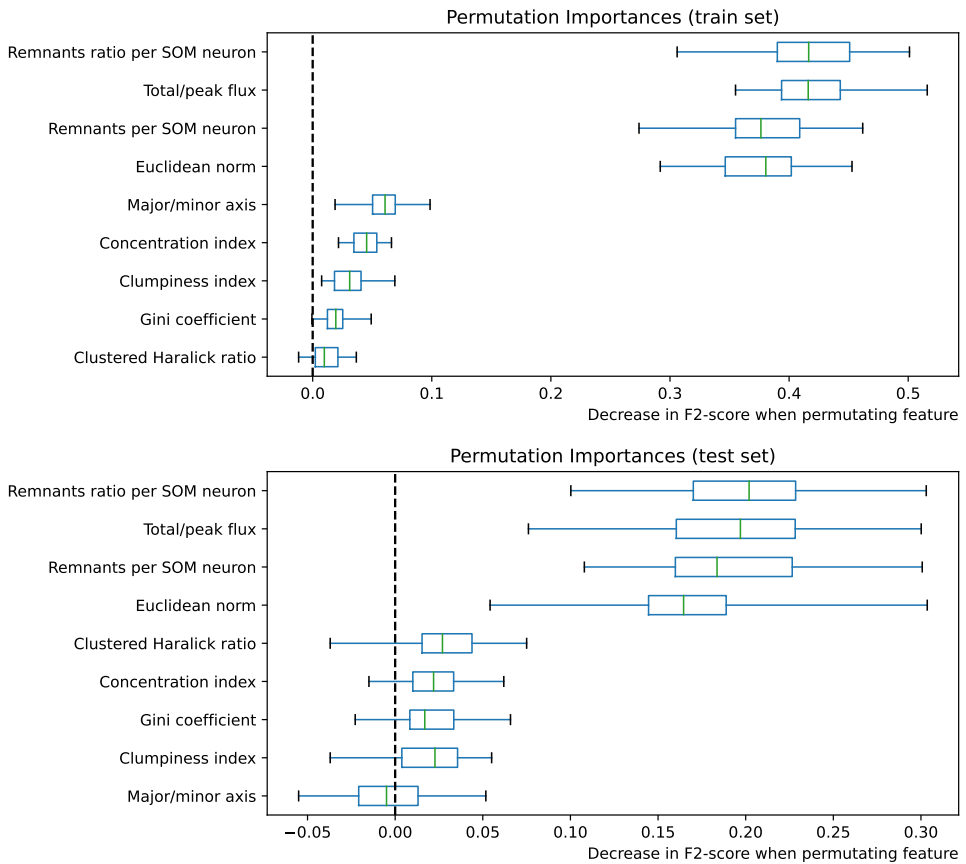 Permutation Importances (train set)
Remnants ratio per SOM neuron
Total/peak flux
Remnants per SOM neuron
Euclidean norm
Major/minor axis
Concentration index
Clumpiness index
Gini coefficient
Clustered Haralick ratio
0.0 0.1 0.2 0.3 0.4 0.5
Decrease in F2-score when permutating feature
Permutation Importances (test set)
Remnants ratio per SOM neuron
Total/peak flux
Remnants per SOM neuron
Euclidean norm
Clustered Haralick ratio
Concentration index
Gini coefficient
Clumpiness index
Major/minor axis
−0.05 0.00 0.05 0.10 0.15 0.20 0.25 0.30
Decrease in F2-score when permutating feature